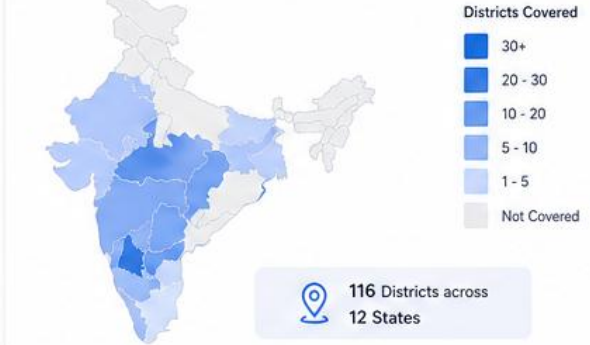 Districts Covered
30+
20 - 30
10 - 20
5 - 10
1 - 5
Not Covered
116 Districts across
12 States